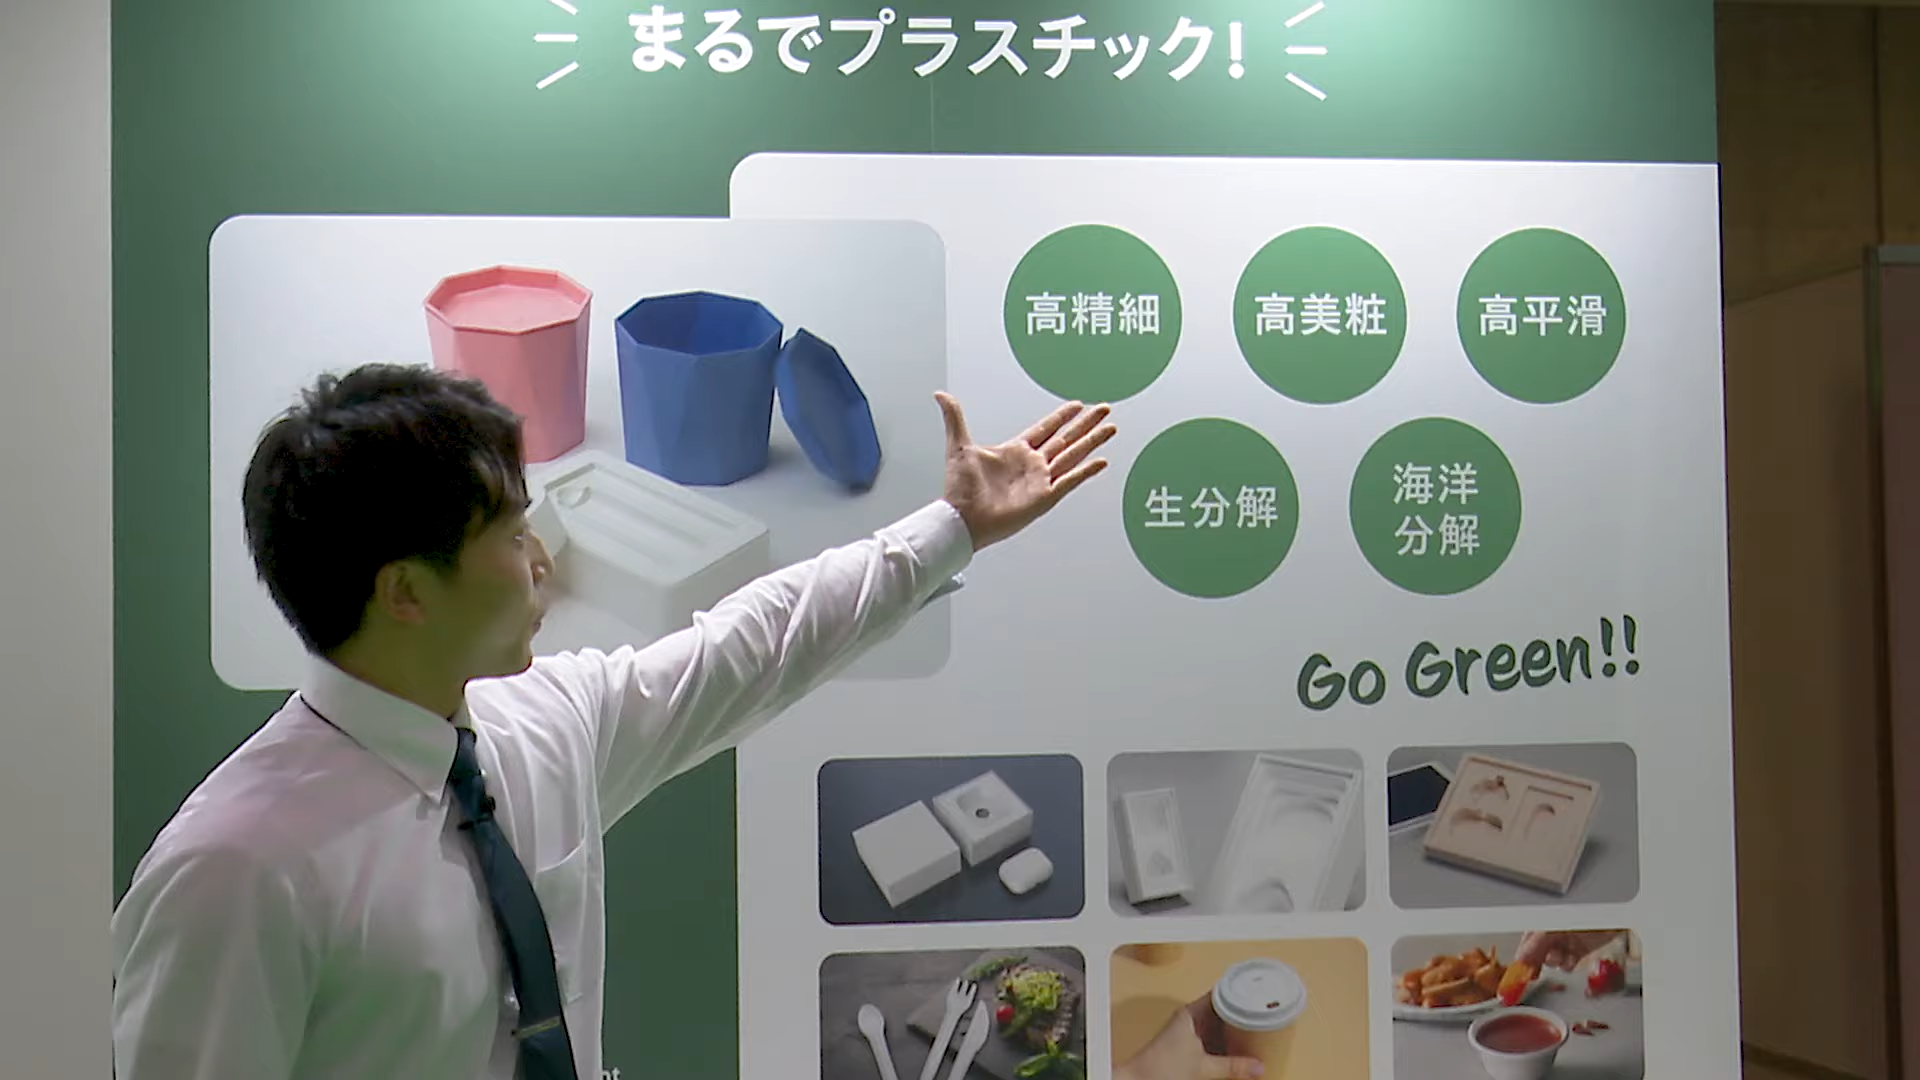 まるでプラスチック!
高精細
高美粧
高平滑
生分解
海洋
分解
Go Green!!